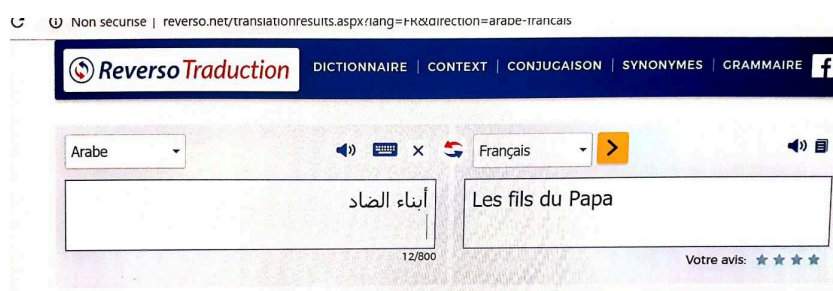 Non sécurisé | reverso.net/translationresults.aspx?lang=FR&direction=arabe-francais
Reverso Traduction DICTIONNAIRE | CONTEXT | CONJUGAISON | SYNONYMES | GRAMMAIRE f
Arabe Français >
أبناء الضاد
12/800
Les fils du Papa
Votre avis: